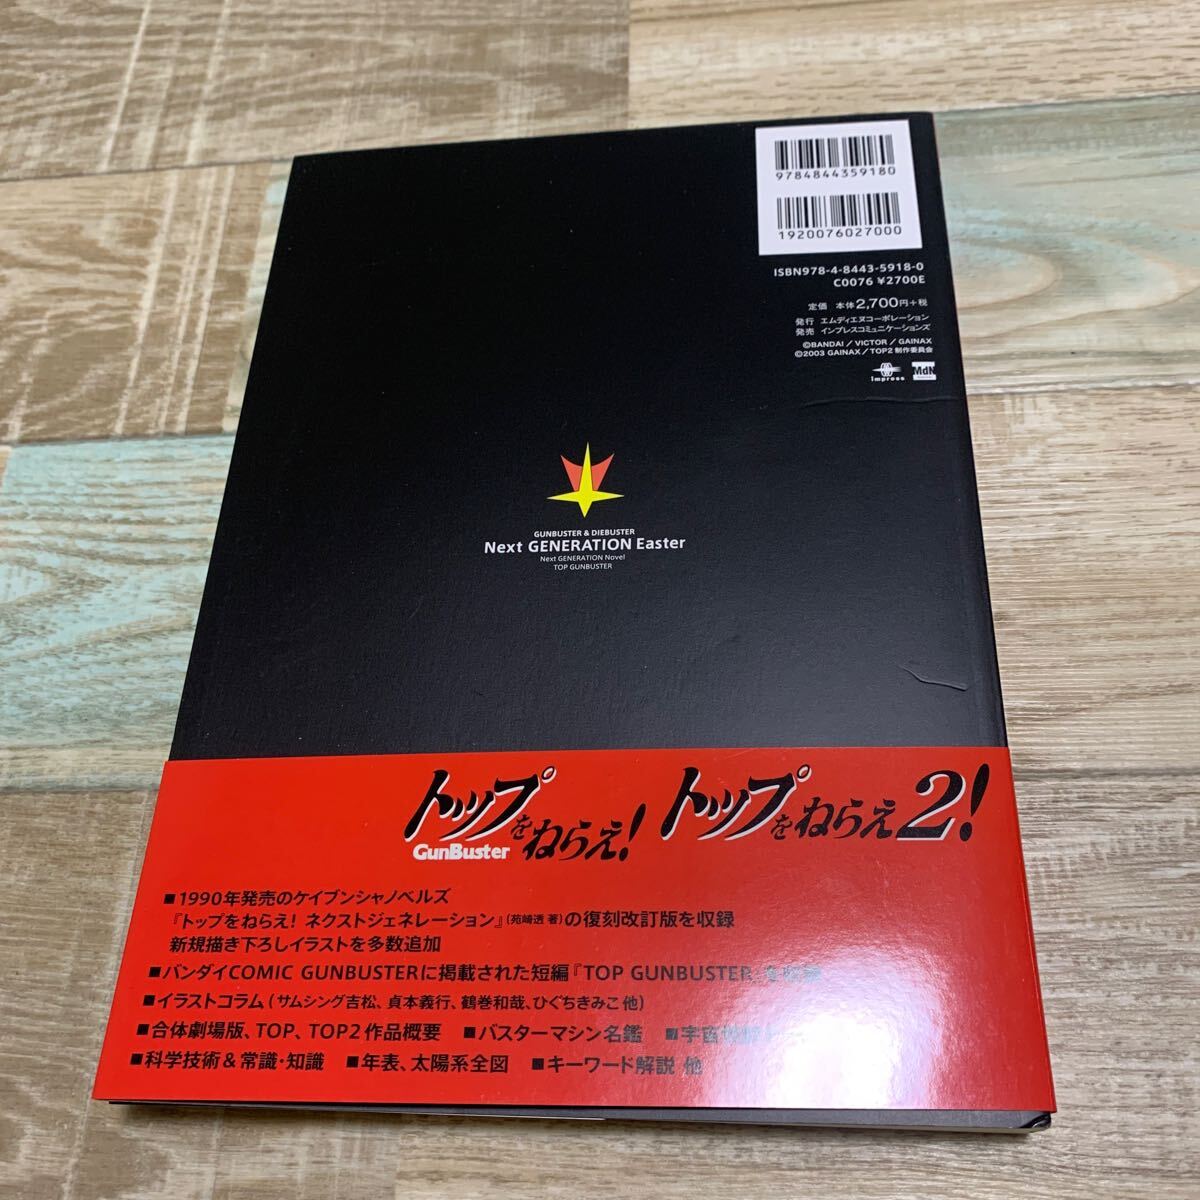 9784844359180
1920076027000
ISBN978-4-8443-5918-0
C0076 ¥2700E
定価 本体2,700円+税
発行 エムディエヌコーポレーション
発売 インプレスコミュニケーションズ
©BANDAI/VICTOR/GAINAX
©2003 GAINAX/TOP2 制作委員会
Impress MdN
GUNBUSTER & DIEBUSTER
Next GENERATION Easter
Next GENERATION Novel
TOP GUNBUSTER
トップをねらえ! トップをねらえ2!
GunBuster
■1990年発売のケイブンシャノベルズ
『トップをねらえ! ネクストジェネレーション』(苑崎透 著)の復刻改訂版を収録
新規描き下ろしイラストを多数追加
■バンダイCOMIC GUNBUSTERに掲載された短編『TOP GUNBUSTER』を
■イラストコラム(サムシング吉松、貞本義行、鶴巻和哉、ひぐちきみこ他)
■合体劇場版、TOP、TOP2作品概要 ■バスターマシン名鑑 ■宇宙
■科学技術&常識・知識 ■年表、太陽系全図 ■キーワード解説 他